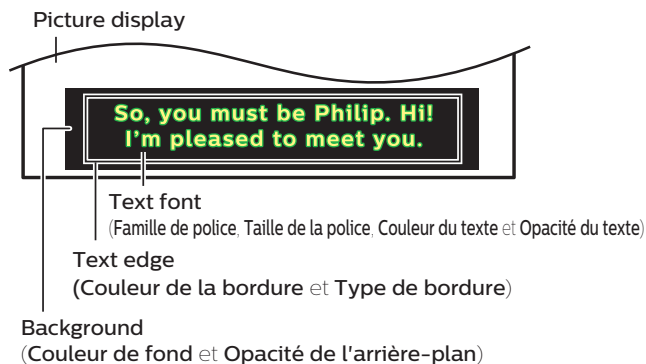 Picture display
So, you must be Philip. Hi!
I'm pleased to meet you.
Text font
(Famille de police, Taille de la police, Couleur du texte et Opacité du texte)
Text edge
(Couleur de la bordure et Type de bordure)
Background
(Couleur de fond et Opacité de l'arrière-plan)